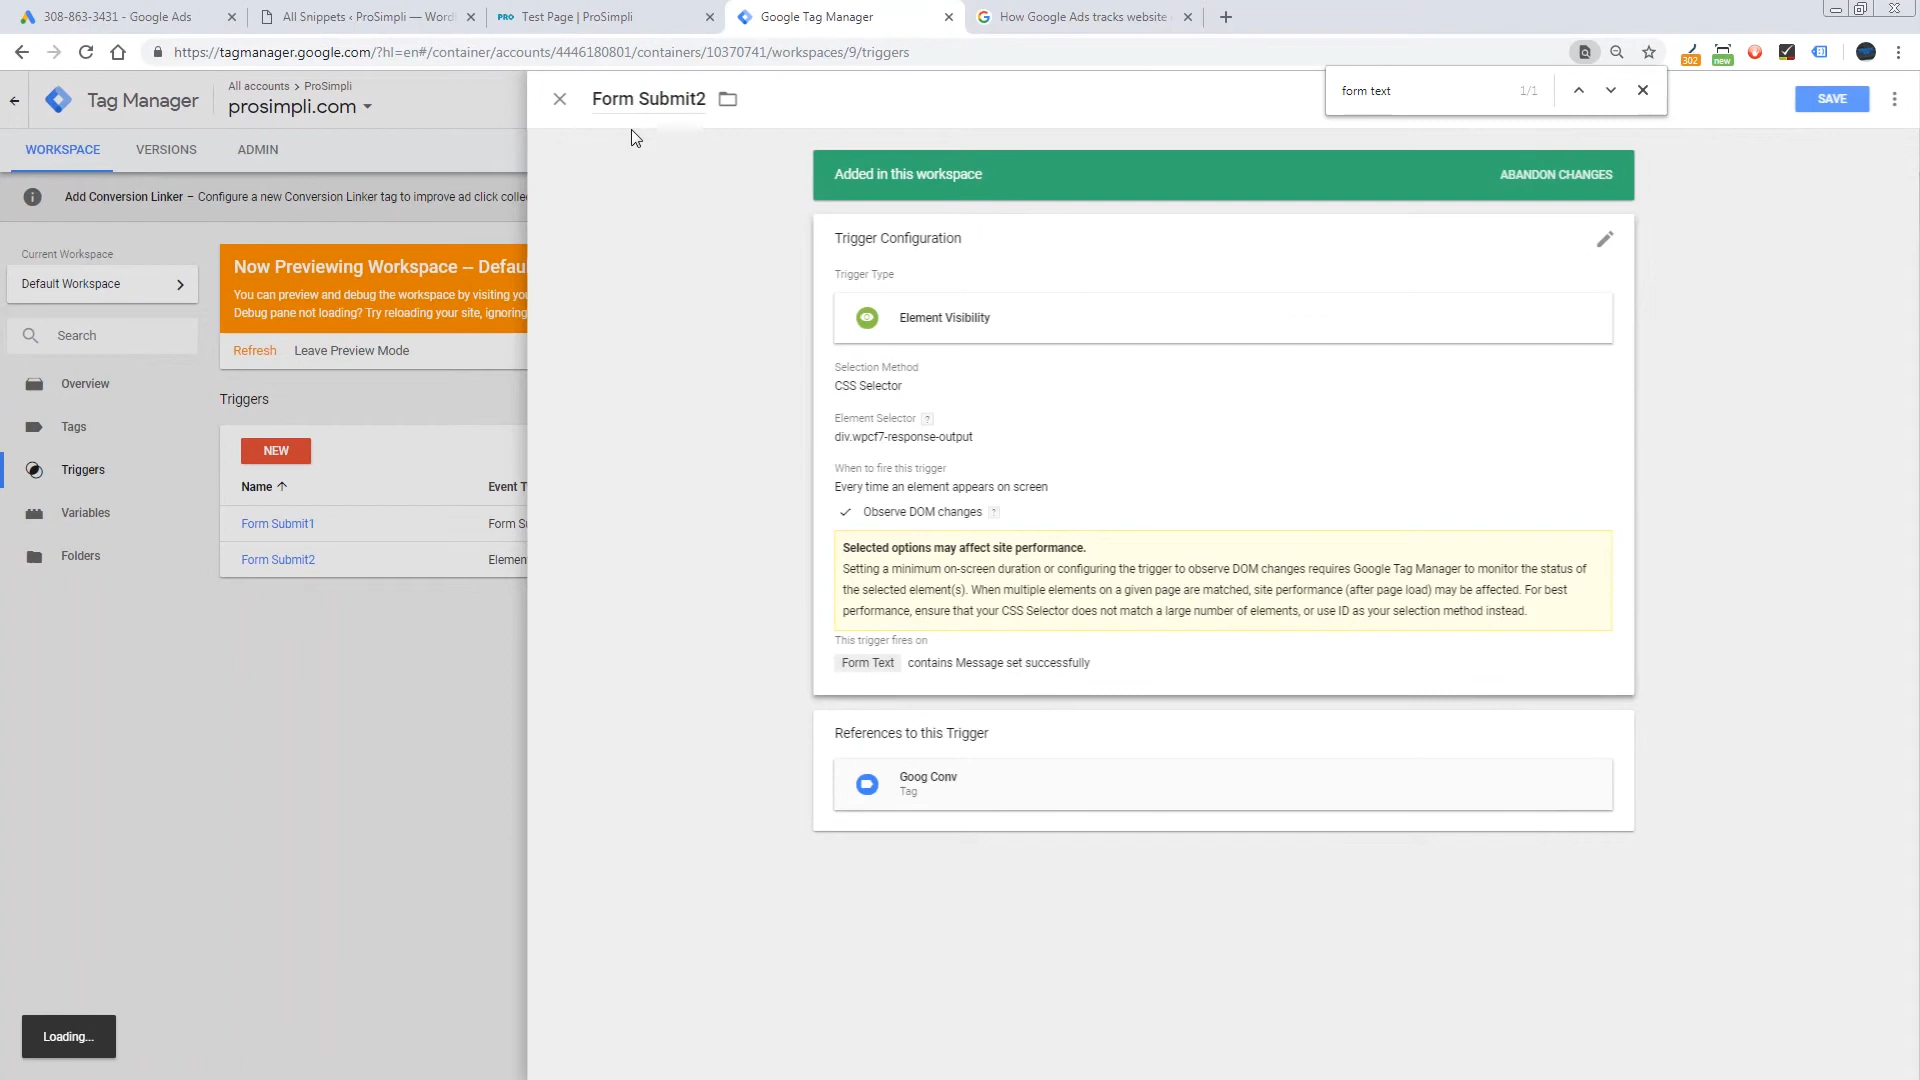 308-863-3431 - Google Ads
All Snippets ‹ ProSimpli — Word
PRO Test Page | ProSimpli
Google Tag Manager
How Google Ads tracks website
https://tagmanager.google.com/?hl=en#/container/accounts/4446180801/containers/10370741/workspaces/9/triggers
302
new
form text
1/1
Tag Manager
All accounts > ProSimpli
prosimpli.com
Form Submit2
SAVE
WORKSPACE
VERSIONS
ADMIN
Add Conversion Linker – Configure a new Conversion Linker tag to improve ad click colle
Current Workspace
Default Workspace
Search
Overview
Tags
Triggers
Variables
Folders
Now Previewing Workspace -- Defau
You can preview and debug the workspace by visiting you
Debug pane not loading? Try reloading your site, ignoring
Refresh
Leave Preview Mode
Triggers
NEW
Name
Event T
Form Submit1
Form Su
Form Submit2
Elemen
Loading...
Added in this workspace
ABANDON CHANGES
Trigger Configuration
Trigger Type
Element Visibility
Selection Method
CSS Selector
Element Selector ?
div.wpcf7-response-output
When to fire this trigger
Every time an element appears on screen
Observe DOM changes ?
Selected options may affect site performance.
Setting a minimum on-screen duration or configuring the trigger to observe DOM changes requires Google Tag Manager to monitor the status of
the selected element(s). When multiple elements on a given page are matched, site performance (after page load) may be affected. For best
performance, ensure that your CSS Selector does not match a large number of elements, or use ID as your selection method instead.
This trigger fires on
Form Text contains Message set successfully
References to this Trigger
Goog Conv
Tag